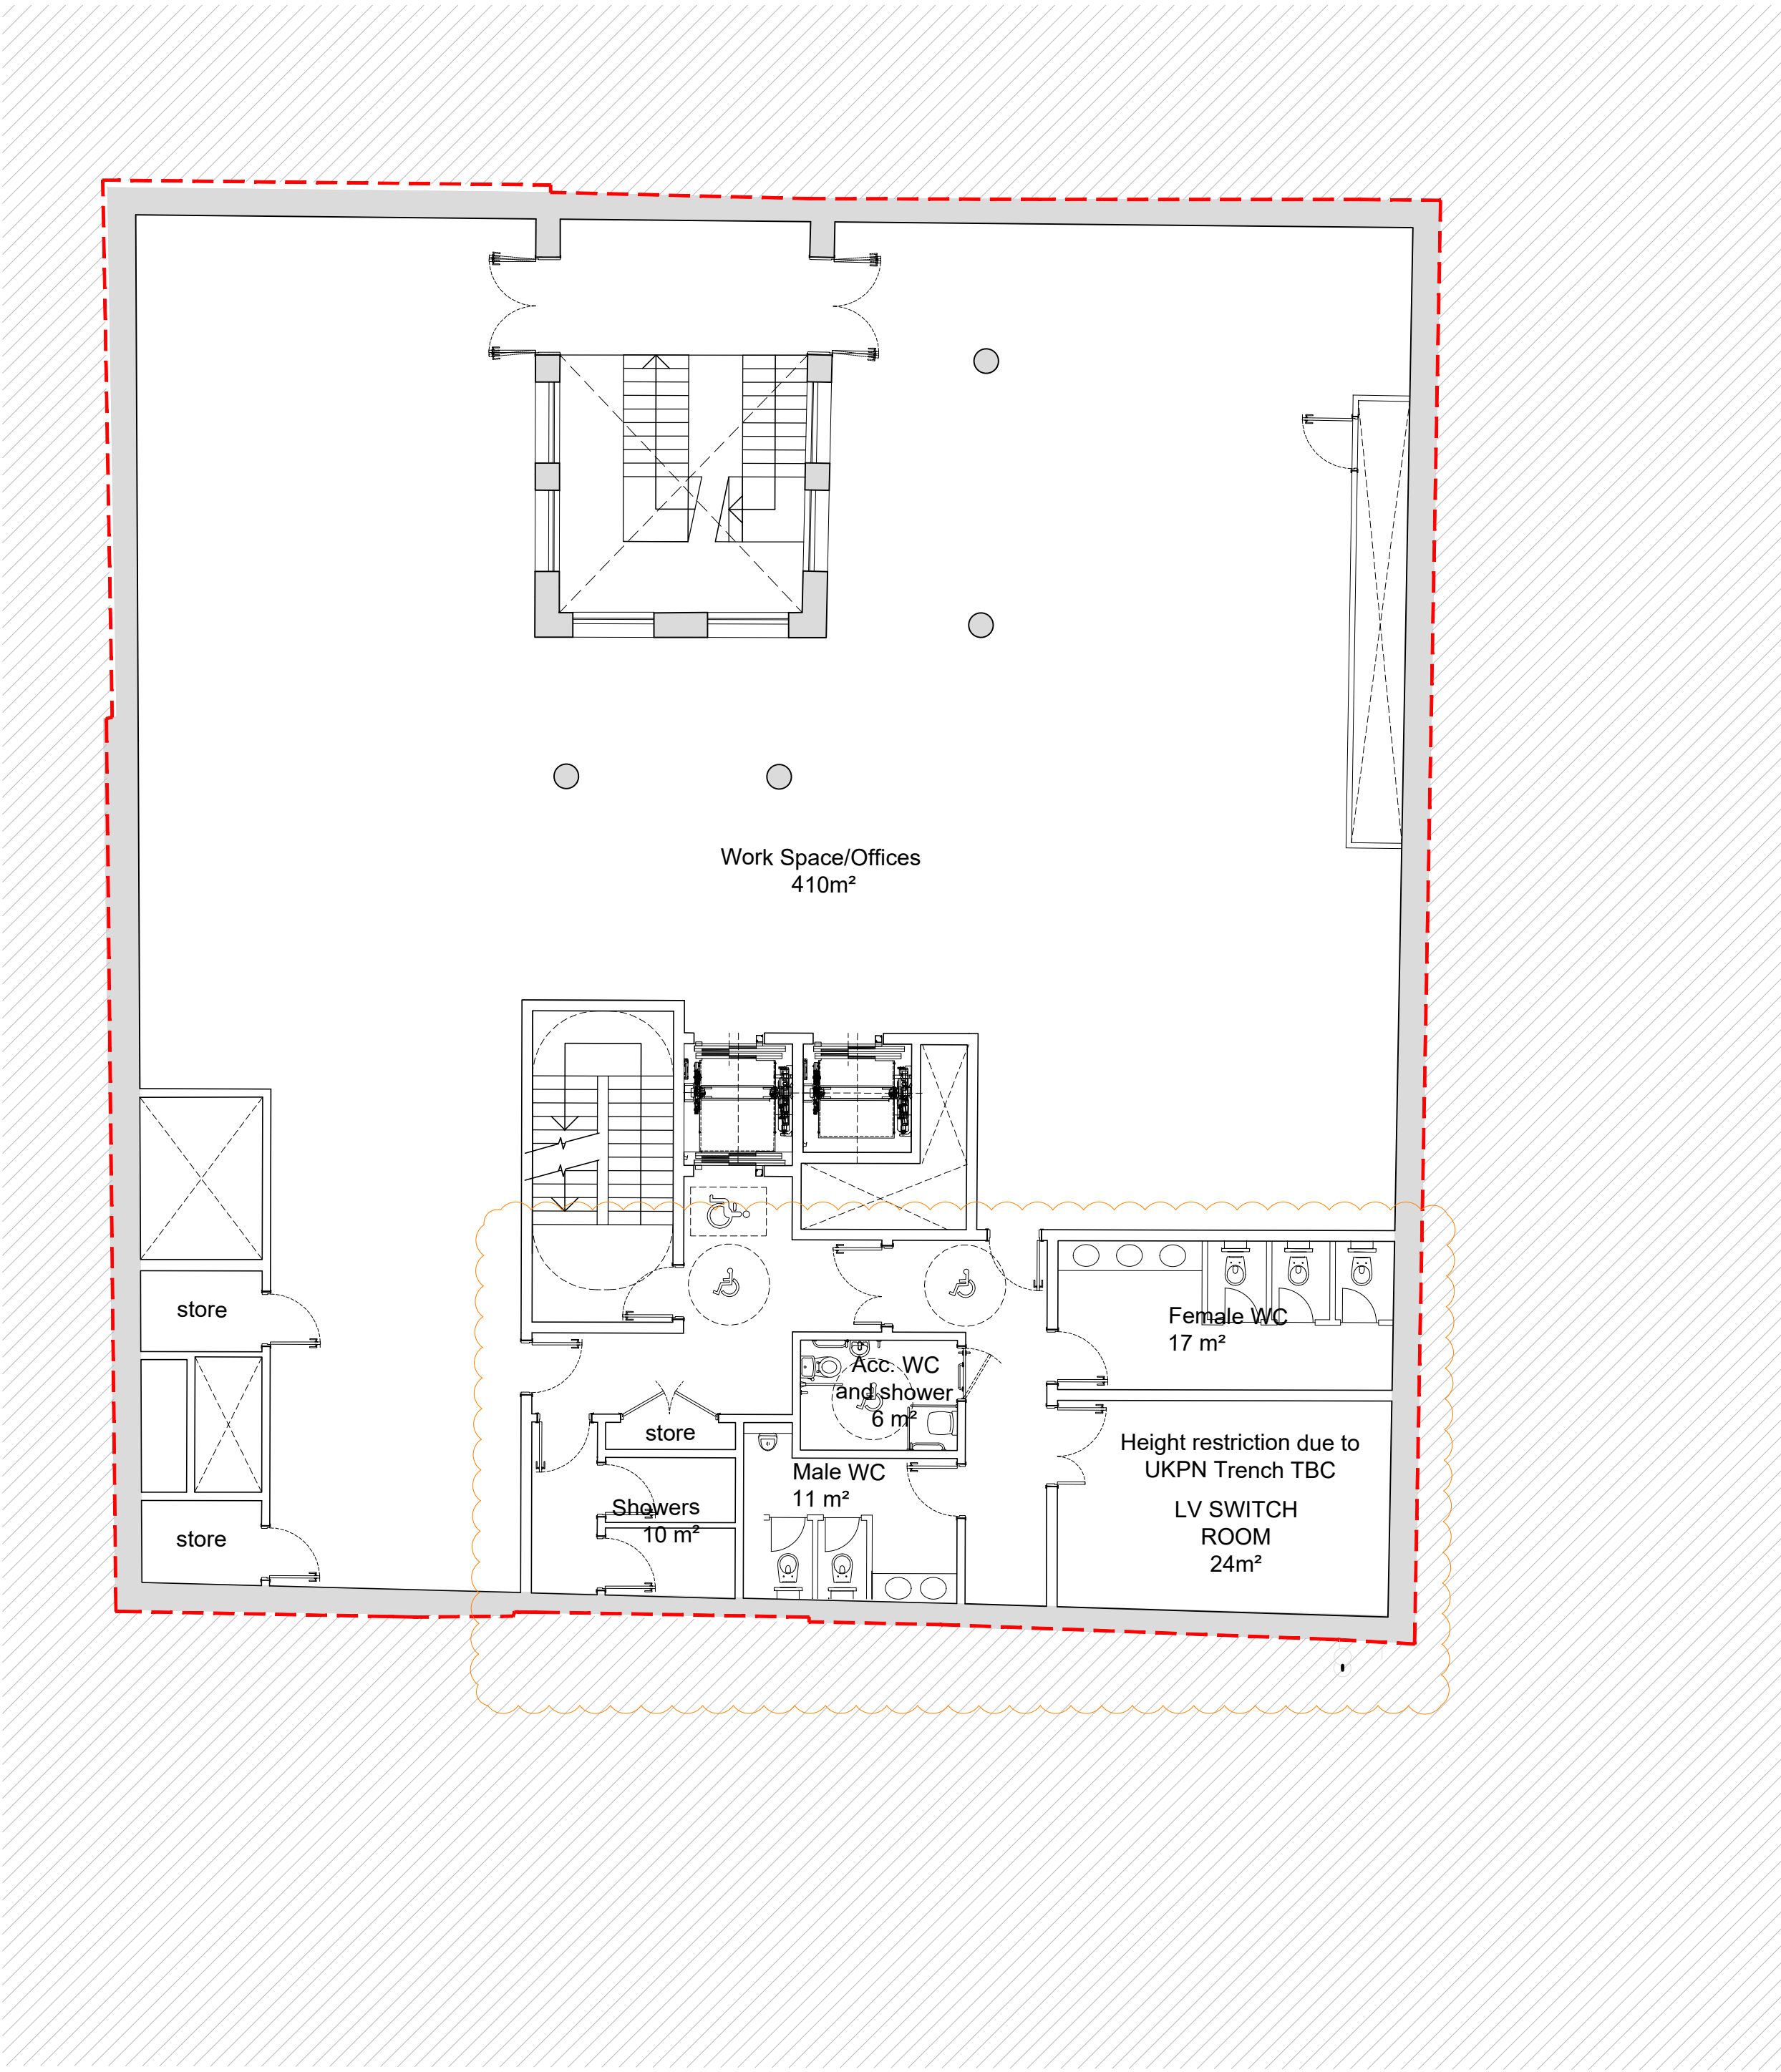 Work Space/Offices
410m²
store
Female WC
17 m²
Acc. WC
and shower
6 m²
store
Height restriction due to
UKPN Trench TBC
Male WC
11 m²
Showers
10 m²
LV SWITCH
ROOM
24m²
store